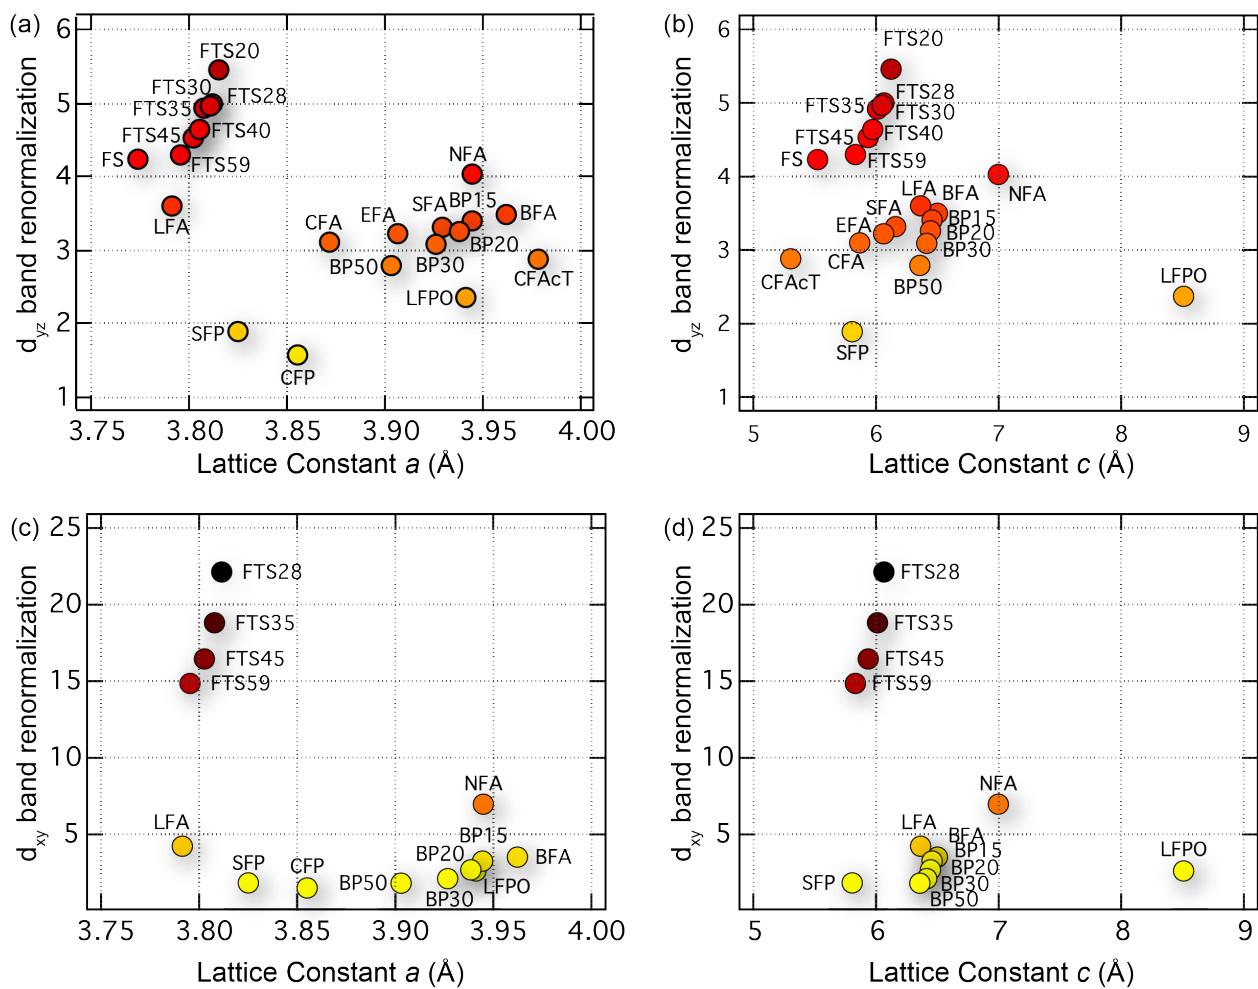 (a)
d_yz band renormalization
6
5
4
3
2
1
FTS20
FTS30
FTS28
FTS35
FTS45
FTS40
FS
FTS59
LFA
NFA
SFA
BP15
BFA
EFA
CFA
BP20
BP50
BP30
CFAcT
LFPO
SFP
CFP
3.75
3.80
3.85
3.90
3.95
4.00
Lattice Constant a (Å)
(b)
d_yz band renormalization
6
5
4
3
2
1
FTS20
FTS28
FTS35
FTS30
FTS45
FTS40
FS
FTS59
LFA
BFA
NFA
SFA
BP15
EFA
BP20
BP30
CFA
CFAcT
BP50
LFPO
SFP
5
6
7
8
9
Lattice Constant c (Å)
(c)
d_xy band renormalization
25
20
15
10
5
FTS28
FTS35
FTS45
FTS59
NFA
LFA
BP15
SFP
CFP
BP20
BFA
BP50
LFPO
BP30
3.75
3.80
3.85
3.90
3.95
4.00
Lattice Constant a (Å)
(d)
d_xy band renormalization
25
20
15
10
5
FTS28
FTS35
FTS45
FTS59
NFA
LFA
BFA
BP15
LFPO
BP20
SFP
BP30
BP50
5
6
7
8
9
Lattice Constant c (Å)